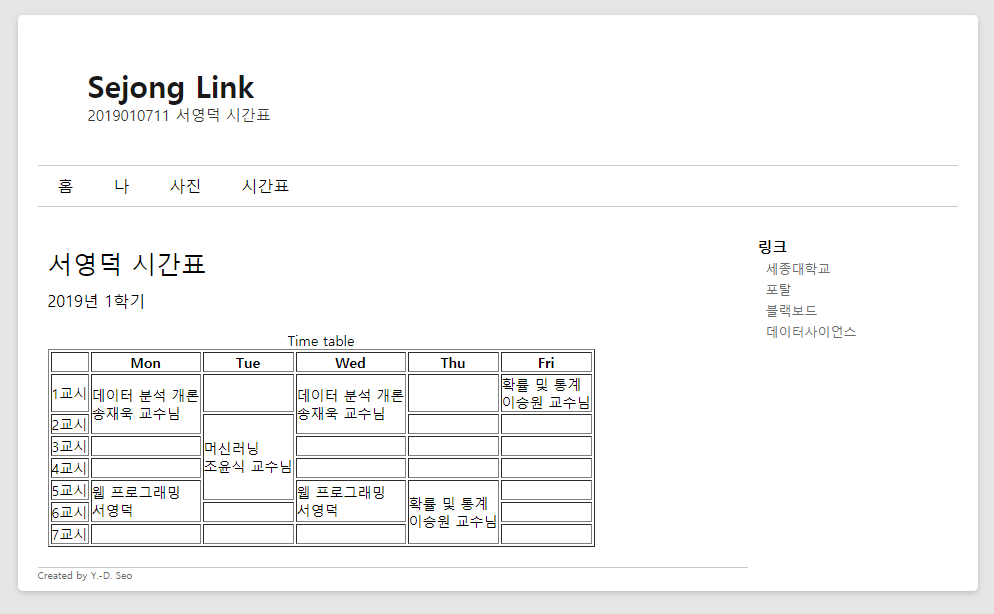 Sejong Link
2019010711 서영덕 시간표
홈 나 사진 시간표
서영덕 시간표
2019년 1학기
Time table
Mon Tue Wed Thu Fri
1교시 데이터 분석 개론 데이터 분석 개론 확률 및 통계
송재욱 교수님 송재욱 교수님 이승원 교수님
2교시
3교시 머신러닝
4교시 조윤식 교수님
5교시 웹 프로그래밍 웹 프로그래밍 확률 및 통계
6교시 서영덕 서영덕 이승원 교수님
7교시
링크
세종대학교
포탈
블랙보드
데이터사이언스
Created by Y.-D. Seo